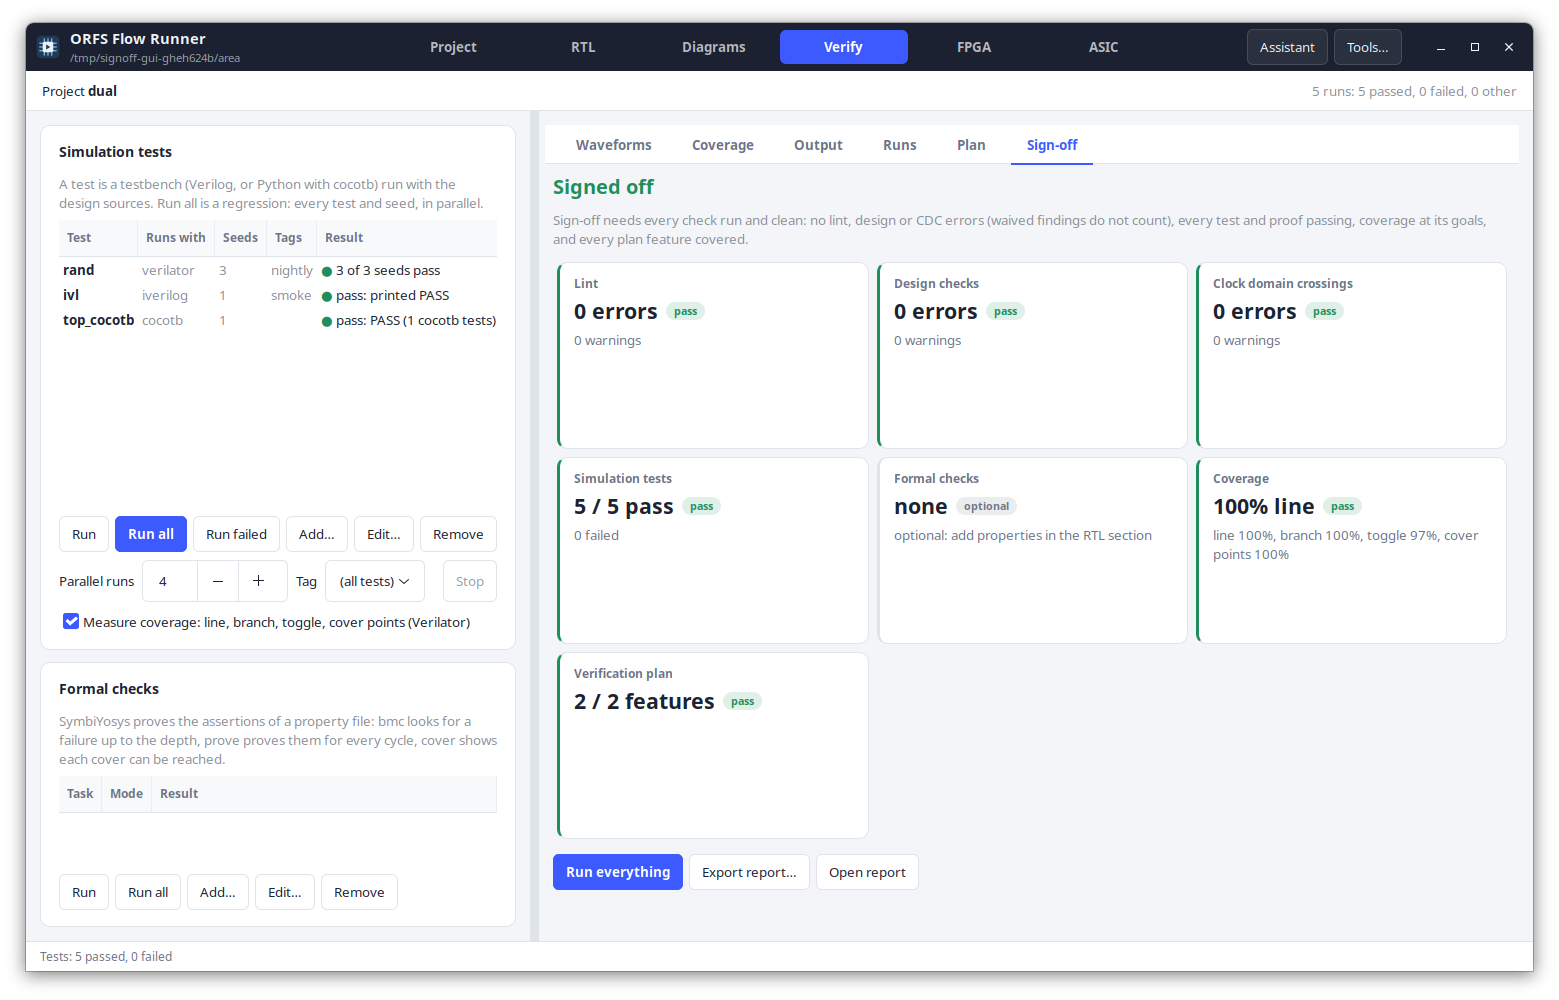 ORFS Flow Runner
/tmp/signoff-gui-gheh624b/area
Project
RTL
Diagrams
Verify
FPGA
ASIC
Assistant
Tools...
Project dual
5 runs: 5 passed, 0 failed, 0 other
Simulation tests
A test is a testbench (Verilog, or Python with cocotb) run with the
design sources. Run all is a regression: every test and seed, in parallel.
Test Runs with Seeds Tags Result
rand verilator 3 nightly 3 of 3 seeds pass
ivl iverilog 1 smoke pass: printed PASS
top_cocotb cocotb 1 pass: PASS (1 cocotb tests)
Run
Run all
Run failed
Add...
Edit...
Remove
Parallel runs 4 − + Tag (all tests) Stop
Measure coverage: line, branch, toggle, cover points (Verilator)
Formal checks
SymbiYosys proves the assertions of a property file: bmc looks for a
failure up to the depth, prove proves them for every cycle, cover shows
each cover can be reached.
Task Mode Result
Run
Run all
Add...
Edit...
Remove
Waveforms
Coverage
Output
Runs
Plan
Sign-off
Signed off
Sign-off needs every check run and clean: no lint, design or CDC errors (waived findings do not count), every test and proof passing, coverage at its goals,
and every plan feature covered.
Lint
0 errors pass
0 warnings
Design checks
0 errors pass
0 warnings
Clock domain crossings
0 errors pass
0 warnings
Simulation tests
5 / 5 pass pass
0 failed
Formal checks
none optional
optional: add properties in the RTL section
Coverage
100% line pass
line 100%, branch 100%, toggle 97%, cover
points 100%
Verification plan
2 / 2 features pass
Run everything
Export report...
Open report
Tests: 5 passed, 0 failed